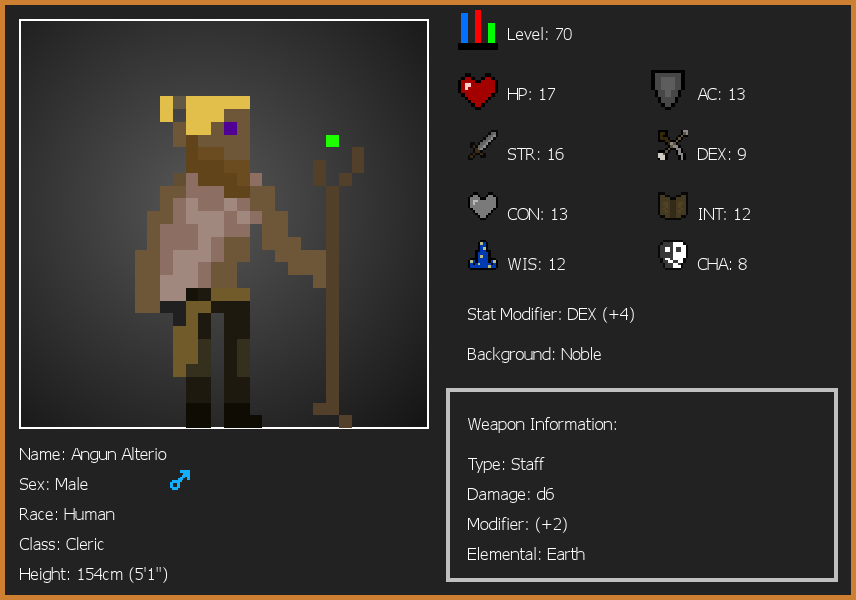 Level: 70
HP: 17
AC: 13
STR: 16
DEX: 9
CON: 13
INT: 12
WIS: 12
CHA: 8
Stat Modifier: DEX (+4)
Background: Noble
Weapon Information:
Type: Staff
Damage: d6
Modifier: (+2)
Elemental: Earth
Name: Angun Alterio
Sex: Male
Race: Human
Class: Cleric
Height: 154cm (5'1")